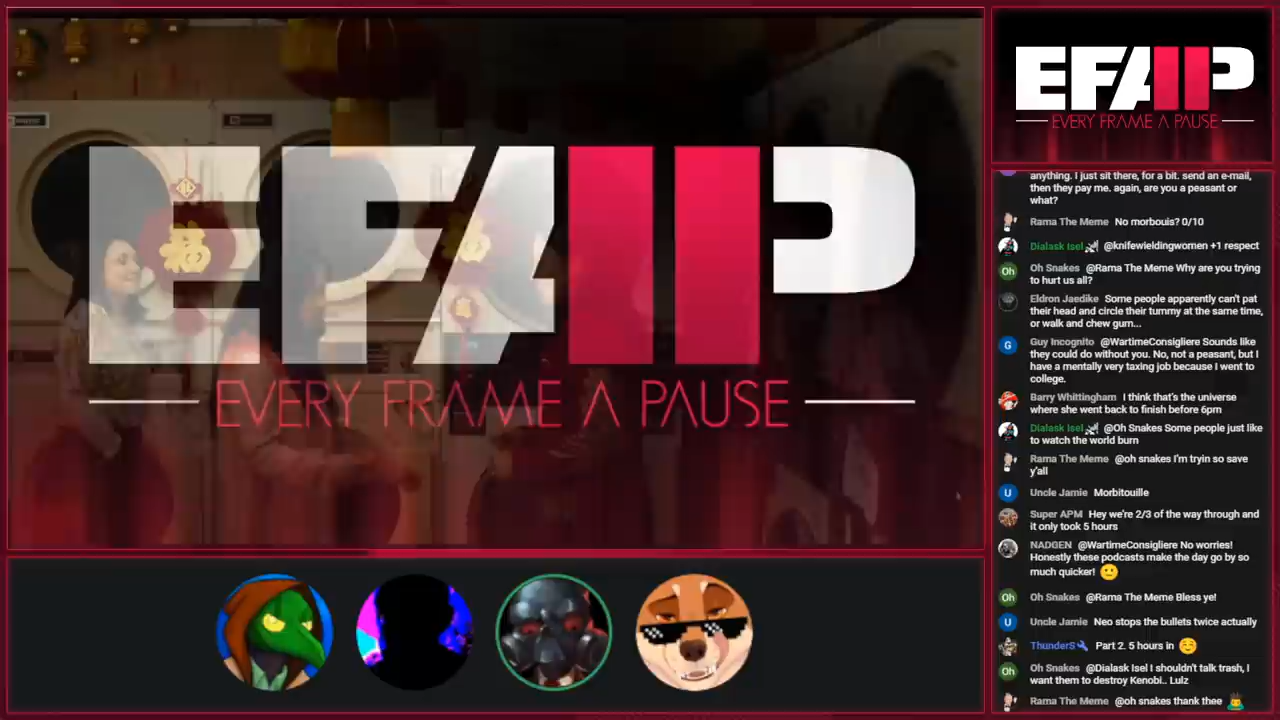 EFAP
EVERY FRAME A PAUSE
EFAP
EVERY FRAME A PAUSE
anything. I just sit there, for a bit. send an e-mail,
then they pay me. again, are you a peasant or
what?
Rama The Meme No morbouis? 0/10
Dialask Isel @knifewieldingwomen +1 respect
Oh Snakes @Rama The Meme Why are you trying
to hurt us all?
Eldron Jaedike Some people apparently can't pat
their head and circle their tummy at the same time,
or walk and chew gum...
Guy Incognito @WartimeConsigliere Sounds like
they could do without you. No, not a peasant, but I
have a mentally very taxing job because I went to
college.
Barry Whittingham I think that's the universe
where she went back to finish before 6pm
Dialask Isel @Oh Snakes Some people just like
to watch the world burn
Rama The Meme @oh snakes I'm tryin so save
y'all
Uncle Jamie Morbitouille
Super APM Hey we're 2/3 of the way through and
it only took 5 hours
NADGEN @WartimeConsigliere No worries!
Honestly these podcasts make the day go by so
much quicker! 🙂
Oh Snakes @Rama The Meme Bless ye!
Uncle Jamie Neo stops the bullets twice actually
ThunderS Part 2. 5 hours in ☺️
Oh Snakes @Dialask Isel I shouldn't talk trash, I
want them to destroy Kenobi.. Lulz
Rama The Meme @oh snakes thank thee
Oh
G
U
Oh
U
Oh
福